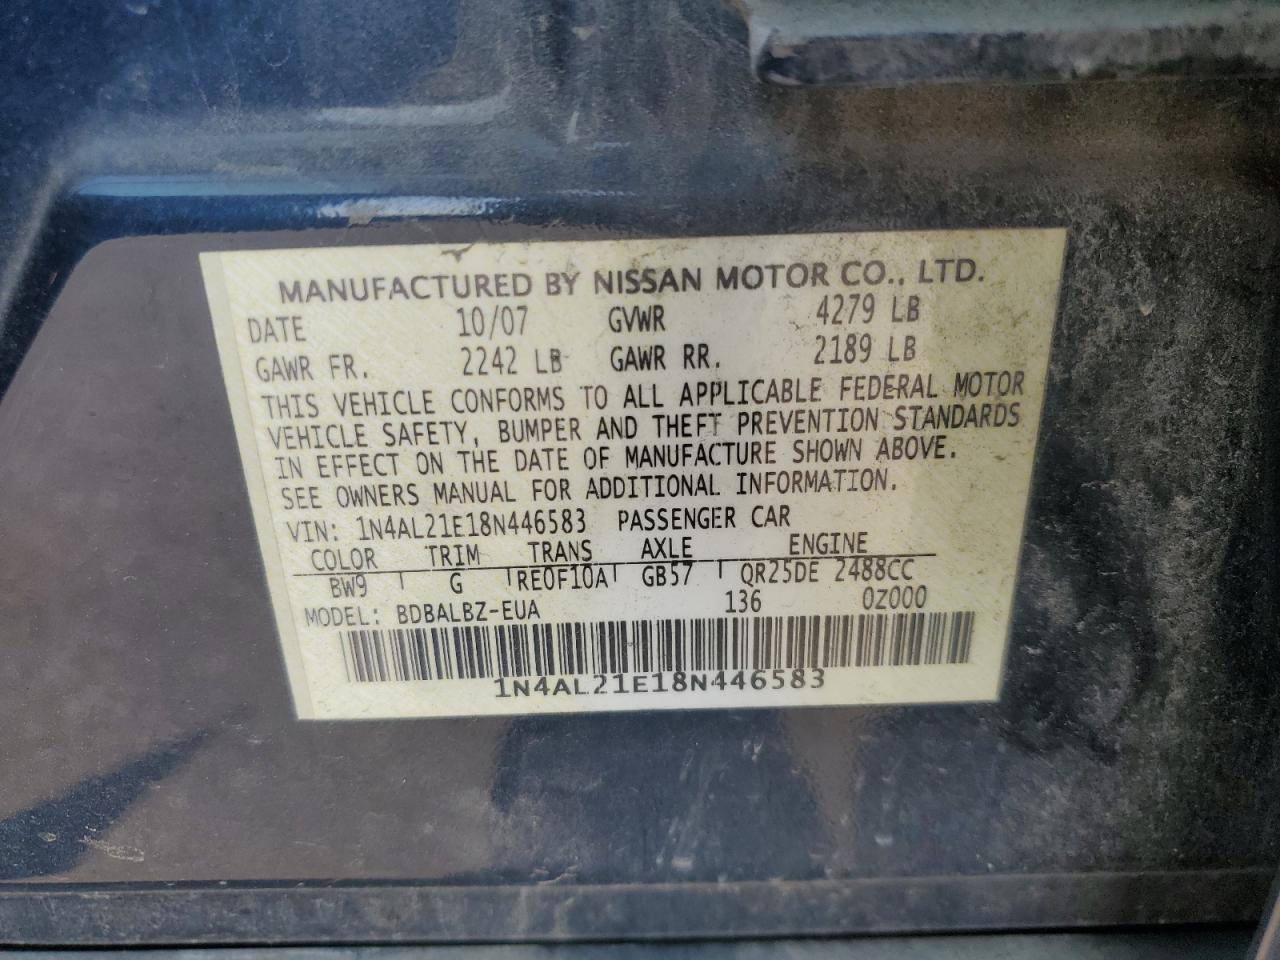 MANUFACTURED BY NISSAN MOTOR CO., LTD.
DATE 10/07 GVWR 4279 LB
GAWR FR. 2242 LB GAWR RR. 2189 LB
THIS VEHICLE CONFORMS TO ALL APPLICABLE FEDERAL MOTOR
VEHICLE SAFETY, BUMPER AND THEFT PREVENTION STANDARDS
IN EFFECT ON THE DATE OF MANUFACTURE SHOWN ABOVE.
SEE OWNERS MANUAL FOR ADDITIONAL INFORMATION.
VIN: 1N4AL21E18N446583 PASSENGER CAR
COLOR TRIM TRANS AXLE ENGINE
BW9 G RE0F10A GB57 QR25DE 2488CC
MODEL: BDBALBZ-EUA 136 0Z000
1N4AL21E18N446583